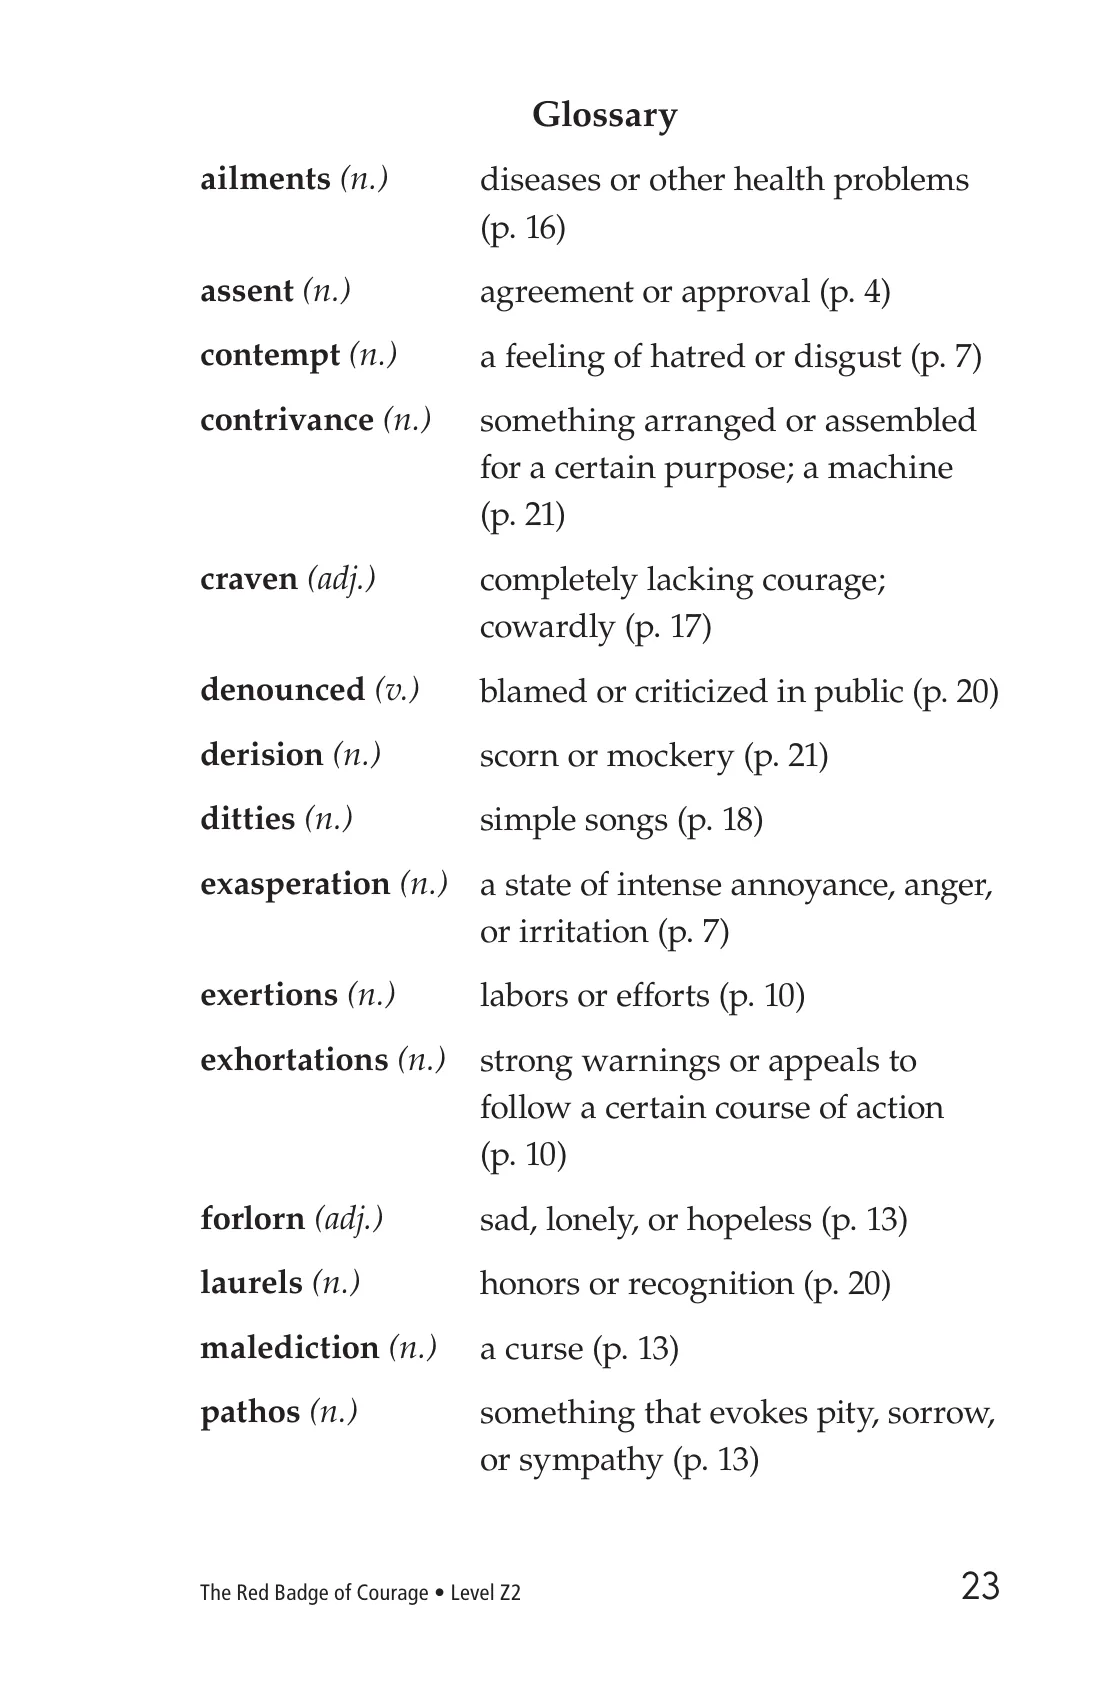 Glossary
ailments (n.) diseases or other health problems
(p. 16)
assent (n.) agreement or approval (p. 4)
contempt (n.) a feeling of hatred or disgust (p. 7)
contrivance (n.) something arranged or assembled
for a certain purpose; a machine
(p. 21)
craven (adj.) completely lacking courage;
cowardly (p. 17)
denounced (v.) blamed or criticized in public (p. 20)
derision (n.) scorn or mockery (p. 21)
ditties (n.) simple songs (p. 18)
exasperation (n.) a state of intense annoyance, anger,
or irritation (p. 7)
exertions (n.) labors or efforts (p. 10)
exhortations (n.) strong warnings or appeals to
follow a certain course of action
(p. 10)
forlorn (adj.) sad, lonely, or hopeless (p. 13)
laurels (n.) honors or recognition (p. 20)
malediction (n.) a curse (p. 13)
pathos (n.) something that evokes pity, sorrow,
or sympathy (p. 13)
The Red Badge of Courage • Level Z2 23